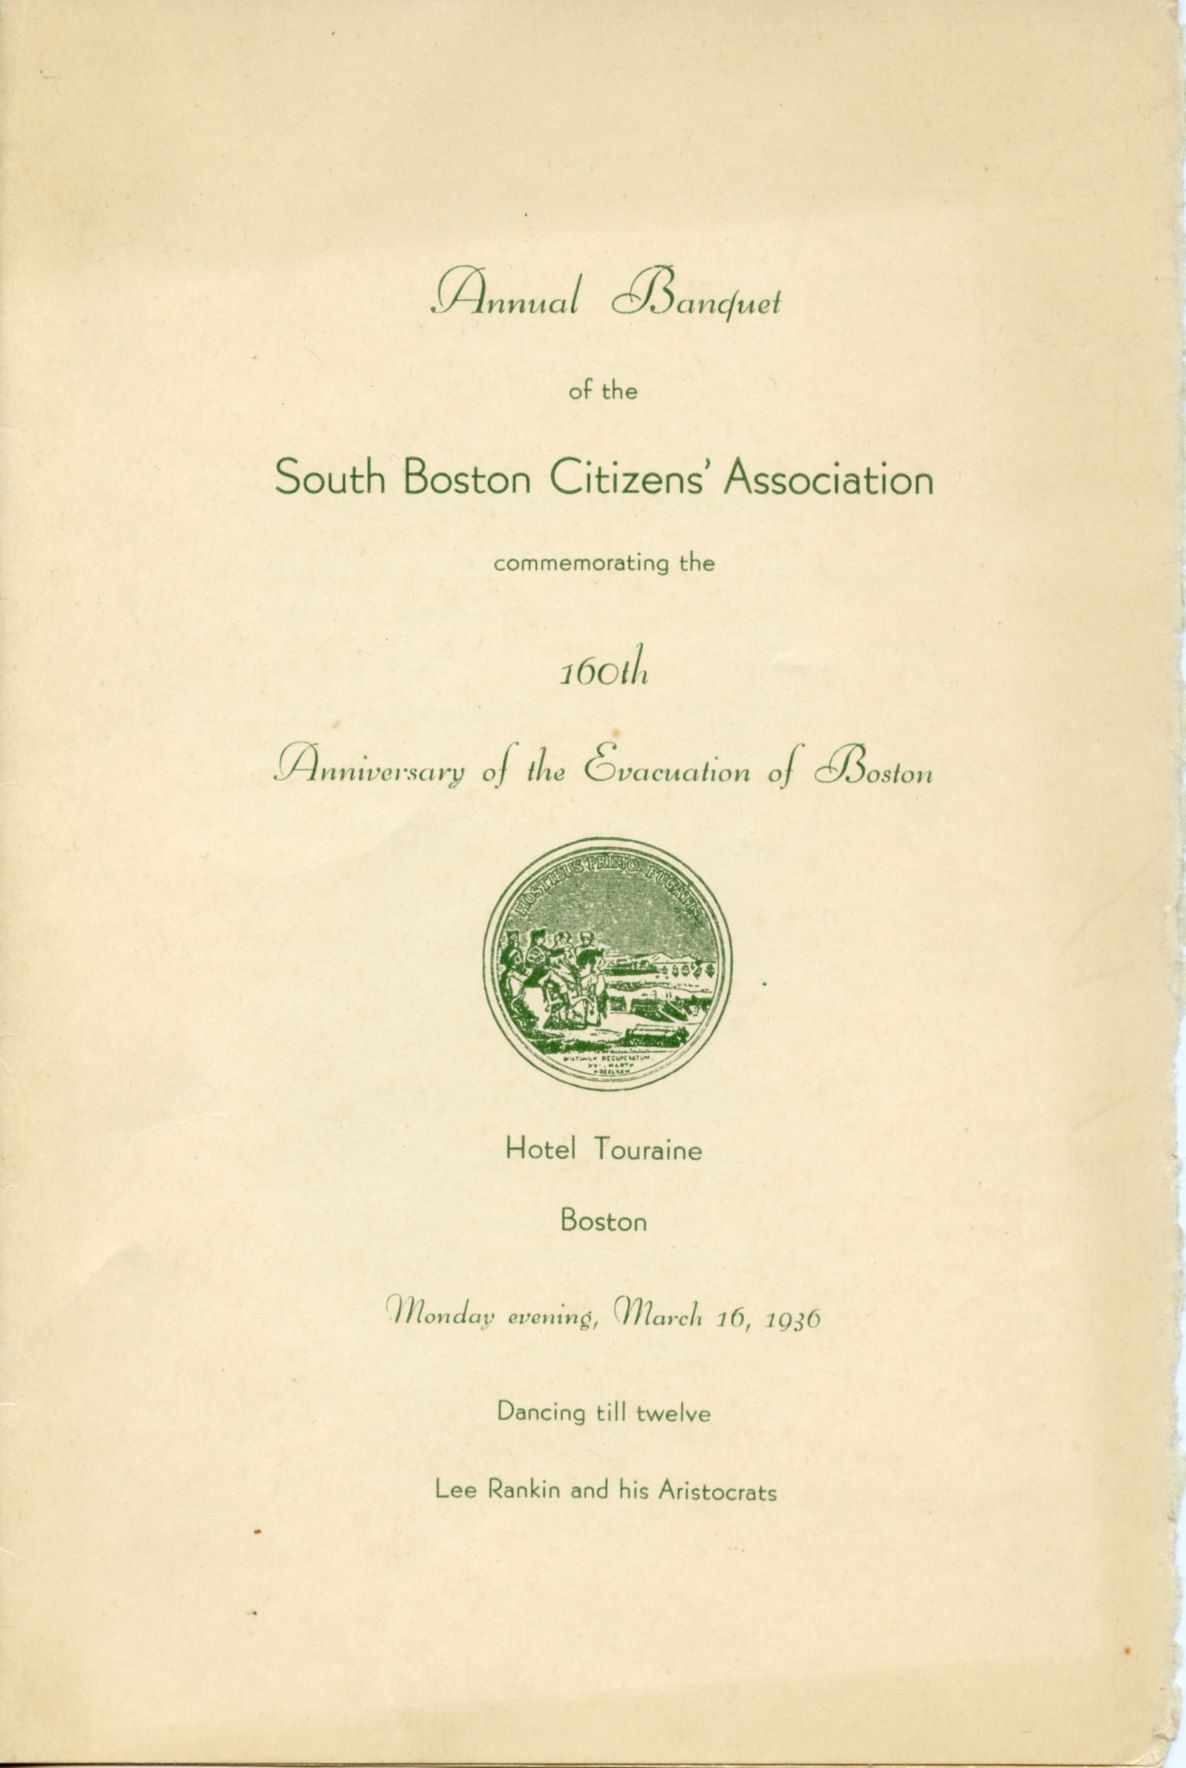 Annual Banquet
of the
South Boston Citizens' Association
commemorating the
160th
Anniversary of the Evacuation of Boston
HOSTIBUS PRIMO FUGATIS
RECUPERATUM
Hotel Touraine
Boston
Monday evening, March 16, 1936
Dancing till twelve
Lee Rankin and his Aristocrats